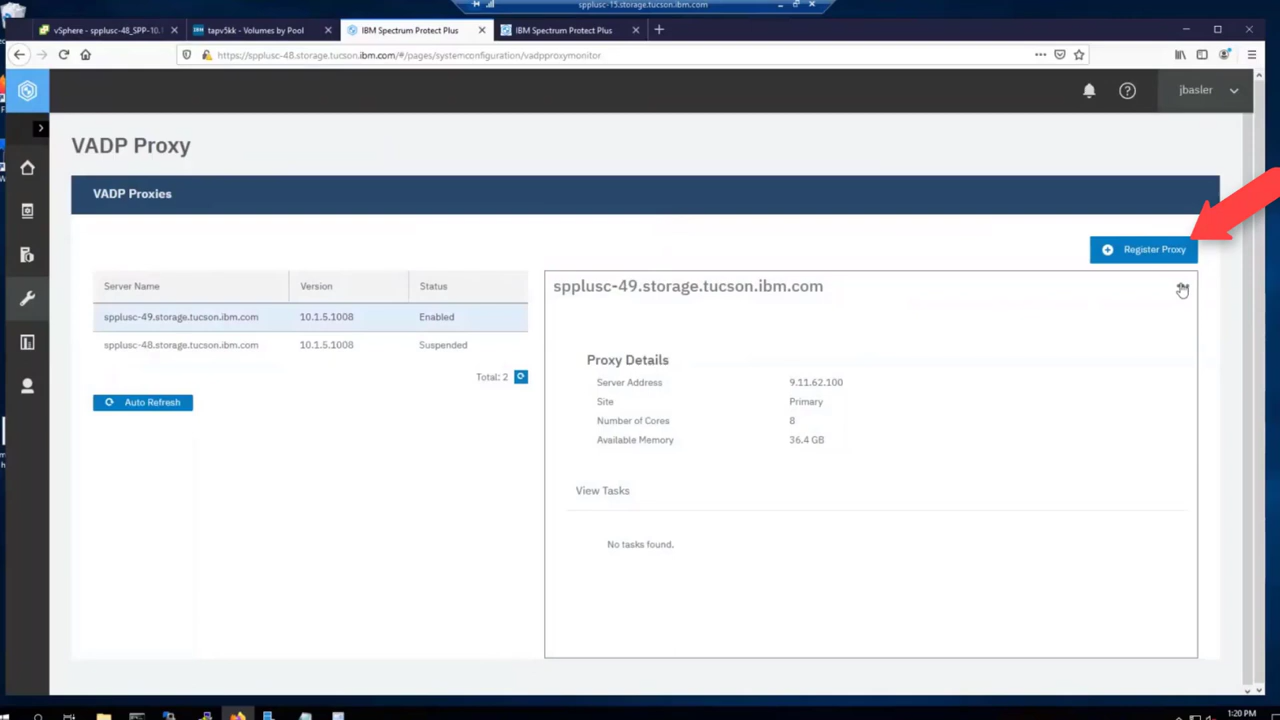 spplusc-15.storage.tucson.ibm.com
vSphere - spplusc-48_SPP-10.
tapv5kk - Volumes by Pool
IBM Spectrum Protect Plus
IBM Spectrum Protect Plus
https://spplusc-48.storage.tucson.ibm.com/#/pages/systemconfiguration/vadpproxymonitor
jbasler
VADP Proxy
VADP Proxies
Register Proxy
Server Name Version Status
spplusc-49.storage.tucson.ibm.com 10.1.5.1008 Enabled
spplusc-48.storage.tucson.ibm.com 10.1.5.1008 Suspended
Total: 2
Auto Refresh
spplusc-49.storage.tucson.ibm.com
Proxy Details
Server Address 9.11.62.100
Site Primary
Number of Cores 8
Available Memory 36.4 GB
View Tasks
No tasks found.
1:20 PM